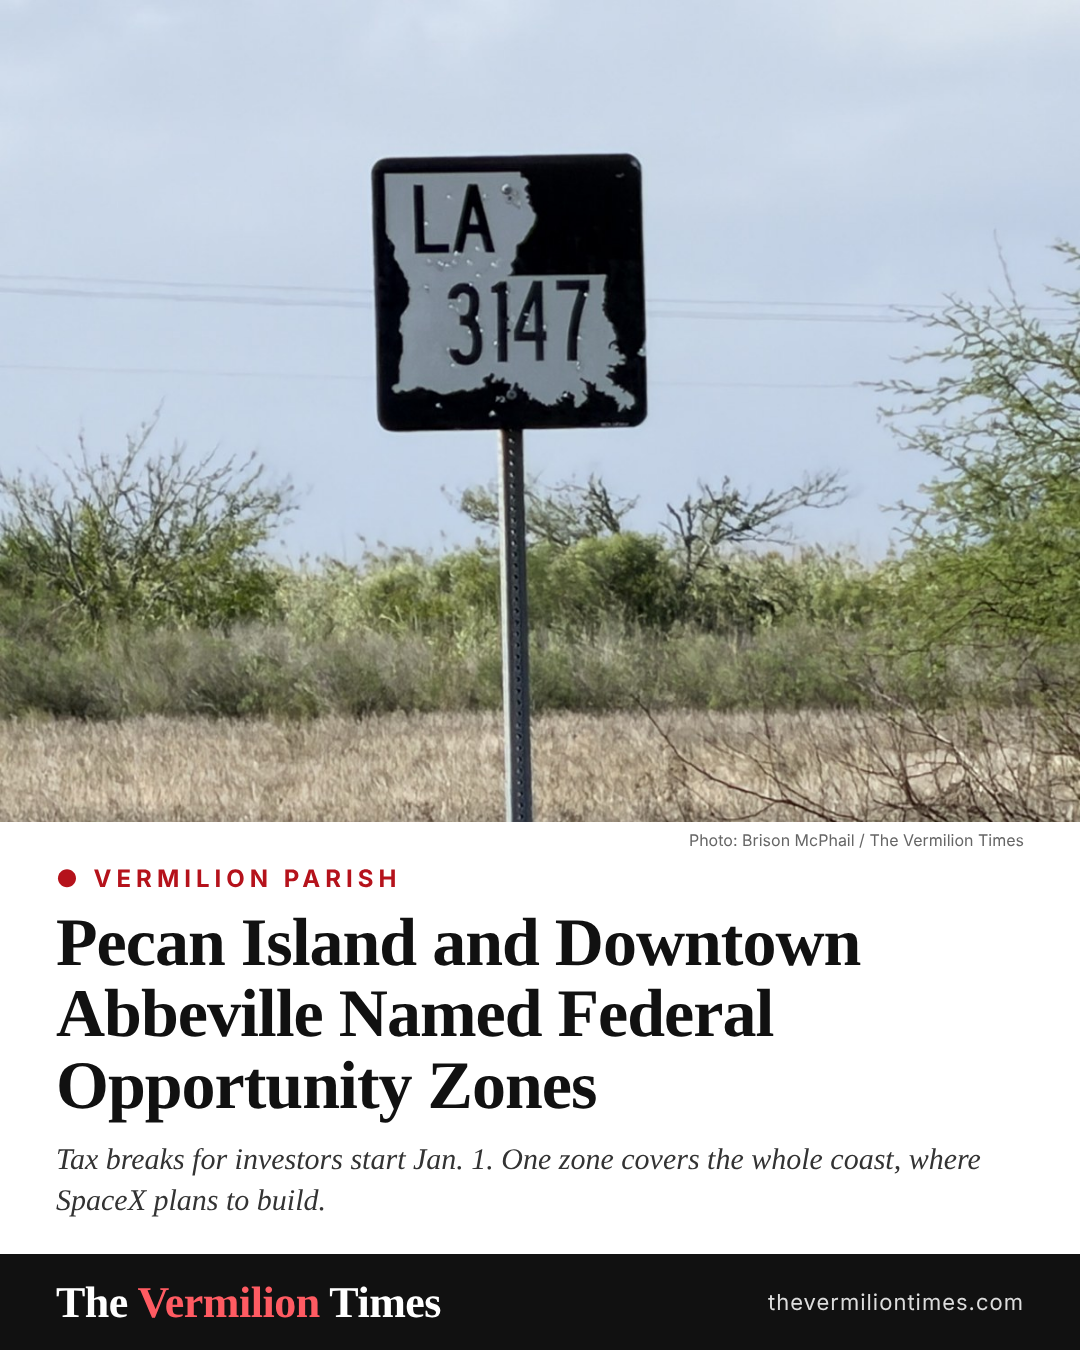 LA
3147
Photo: Brison McPhail / The Vermilion Times
VERMILION PARISH
Pecan Island and Downtown
Abbeville Named Federal
Opportunity Zones
Tax breaks for investors start Jan. 1. One zone covers the whole coast, where
SpaceX plans to build.
The Vermilion Times
thevermiliontimes.com